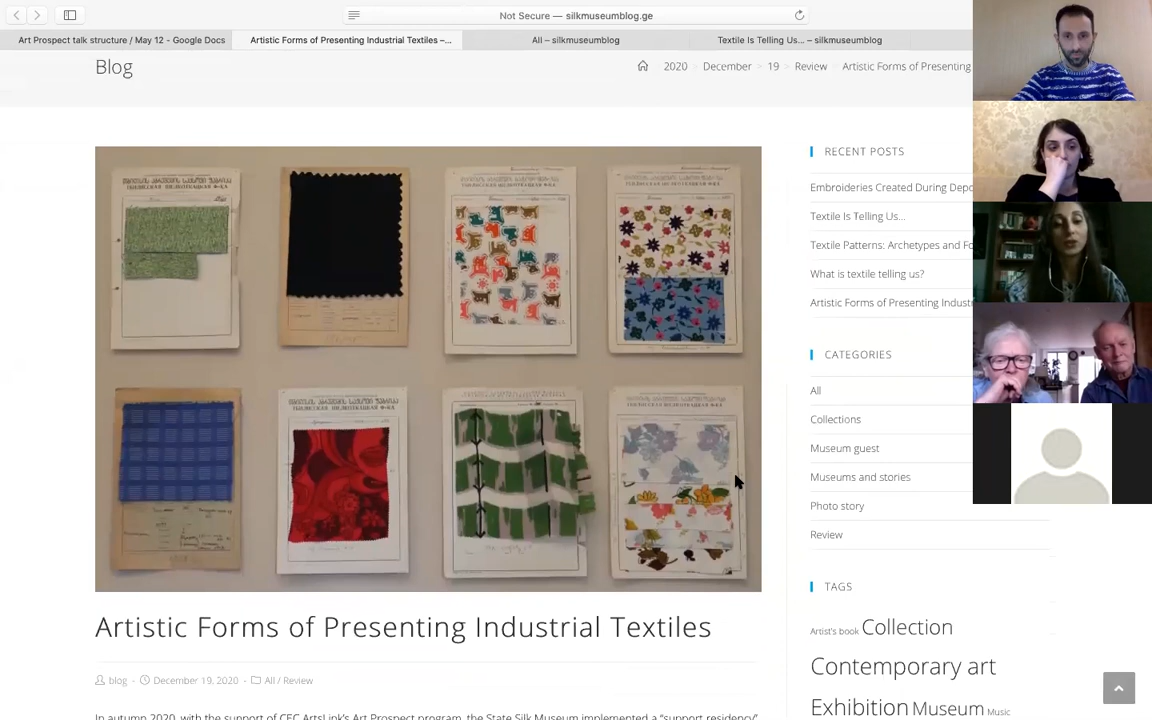 Not Secure — silkmuseumblog.ge
Art Prospect talk structure / May 12 - Google Docs
Artistic Forms of Presenting Industrial Textiles –...
All – silkmuseumblog
Textile Is Telling Us... – silkmuseumblog
Blog
2020 > December > 19 > Review > Artistic Forms of Presenting
RECENT POSTS
Embroideries Created During Depo
Textile Is Telling Us...
Textile Patterns: Archetypes and Fo
What is textile telling us?
Artistic Forms of Presenting Indust
CATEGORIES
All
Collections
Museum guest
Museums and stories
Photo story
Review
TAGS
Artist's book Collection
Contemporary art
Exhibition Museum Music
Artistic Forms of Presenting Industrial Textiles
blog - December 19, 2020 - All / Review
In autumn 2020, with the support of CEC ArtsLink's Art Prospect program, the State Silk Museum implemented a "support residency"